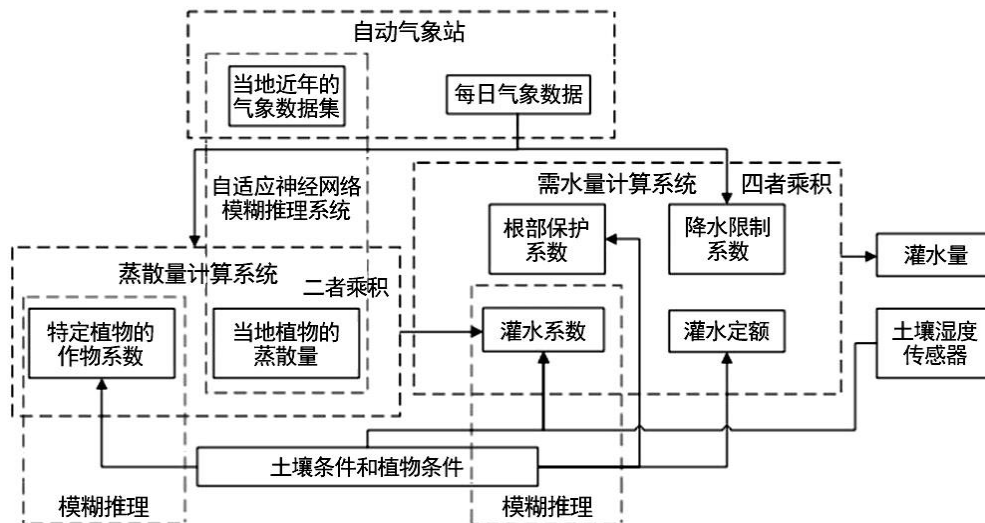 自动气象站
当地近年的
气象数据集
每日气象数据
自适应神经网络
模糊推理系统
需水量计算系统
四者乘积
根部保护
系数
降水限制
系数
灌水量
蒸散量计算系统
二者乘积
特定植物的
作物系数
当地植物的
蒸散量
灌水系数
灌水定额
土壤湿度
传感器
土壤条件和植物条件
模糊推理
模糊推理